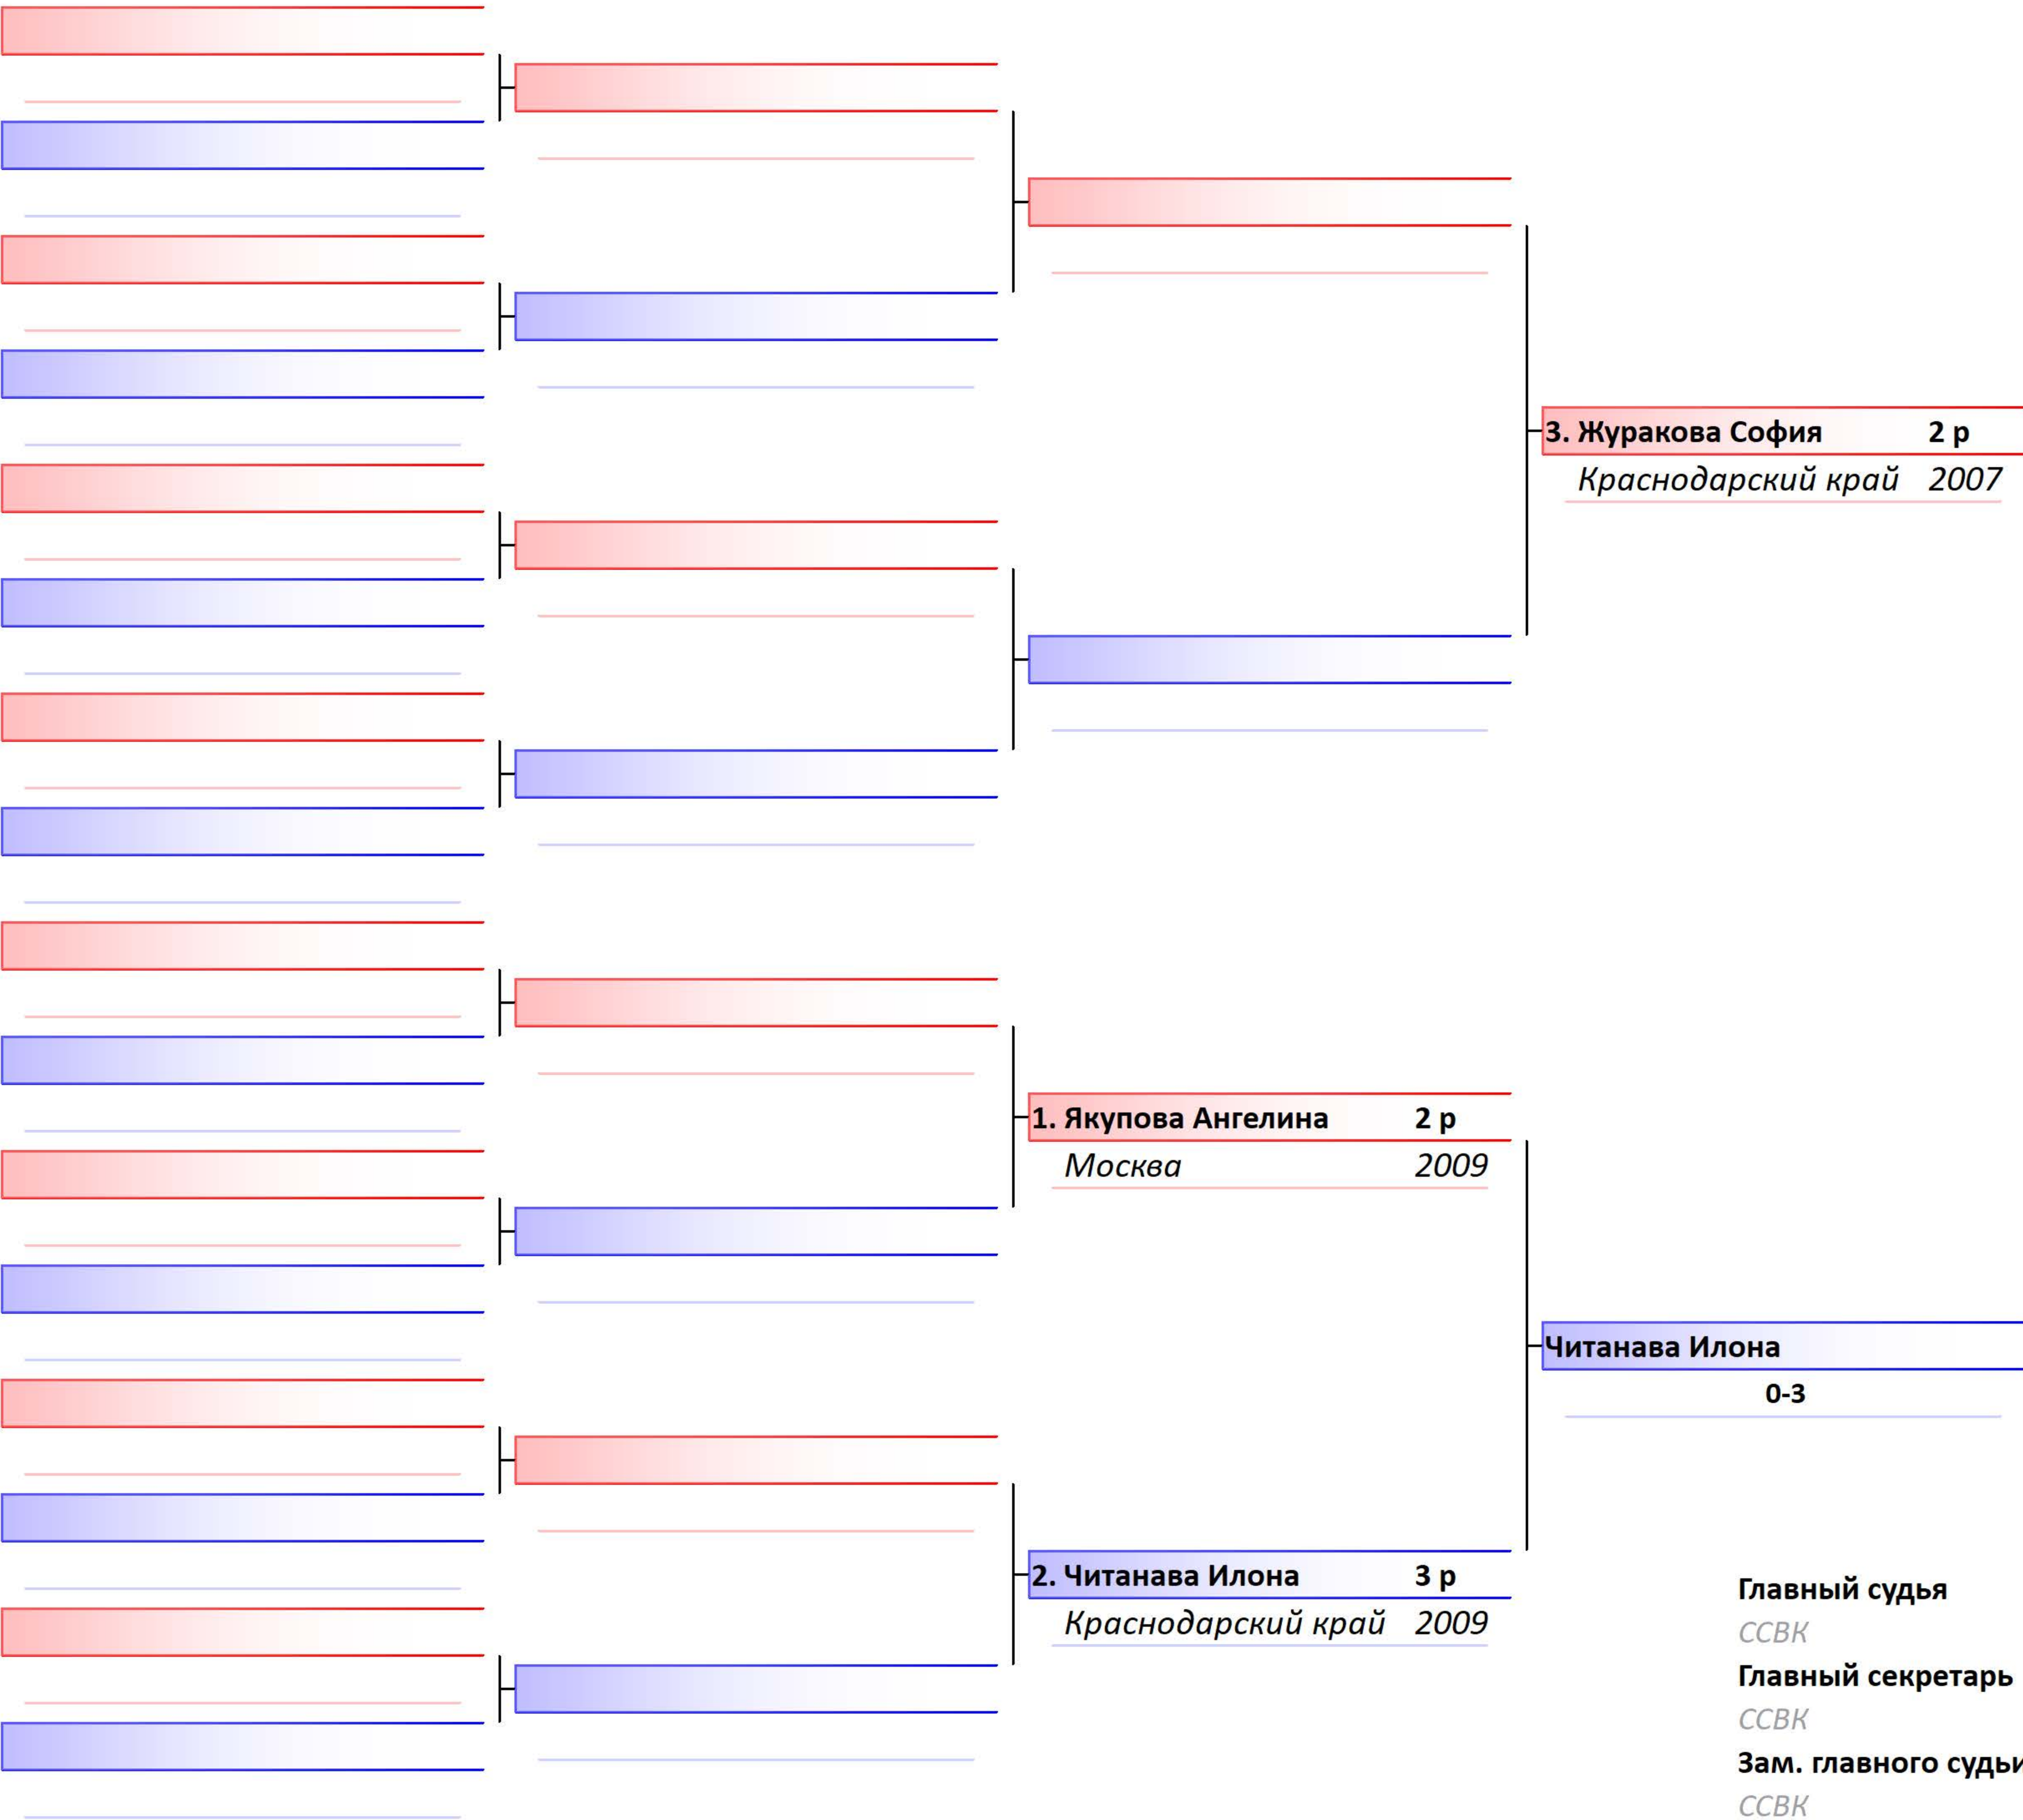 3. Журакова София 2 р
Краснодарский край 2007
1. Якупова Ангелина 2 р
Москва 2009
Читанава Илона
0-3
2. Читанава Илона 3 р
Краснодарский край 2009
Главный судья
ССВК
Главный секретарь
ССВК
Зам. главного судьи
ССВК